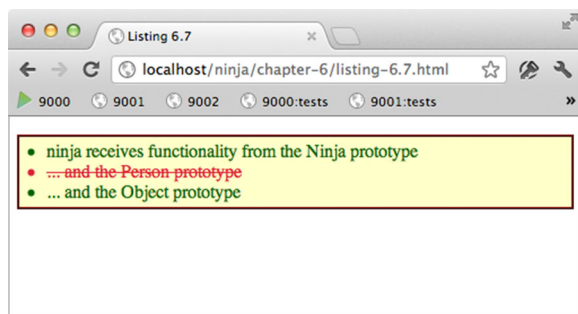 Listing 6.7
localhost/ninja/chapter-6/listing-6.7.html
9000 9001 9002 9000:tests 9001:tests »
• ninja receives functionality from the Ninja prototype
• ... and the Person prototype
• ... and the Object prototype